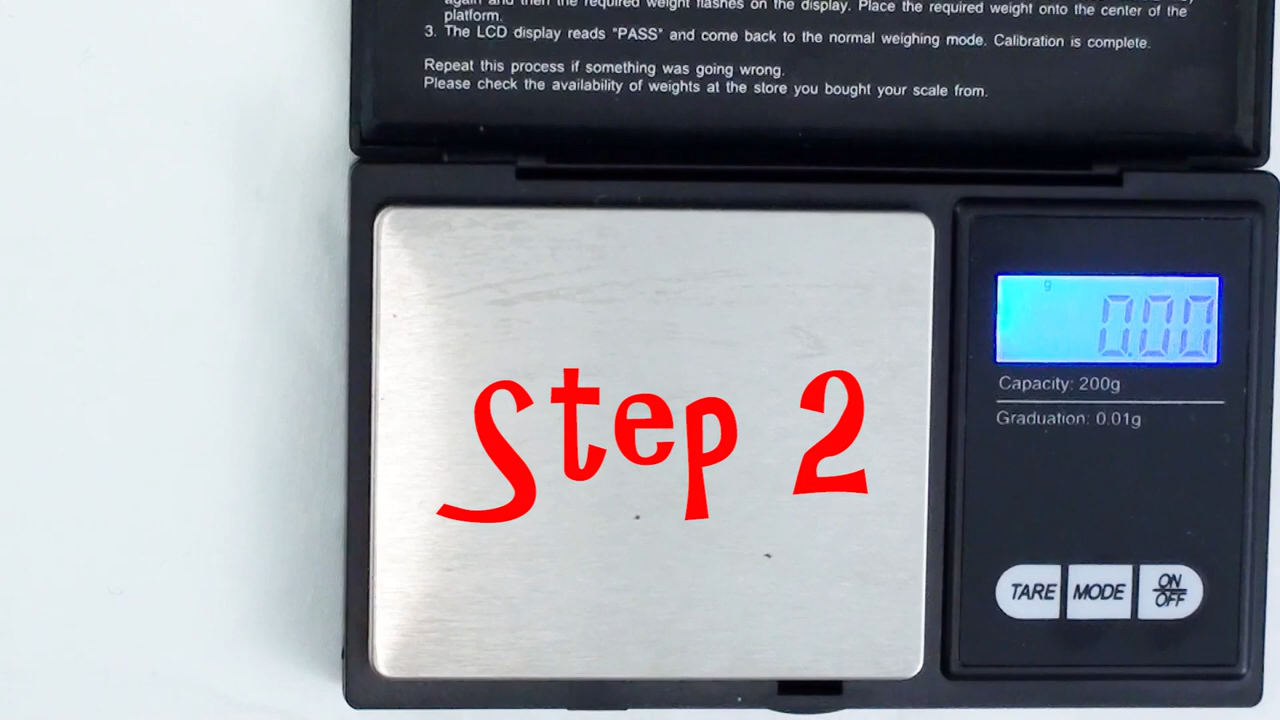 again and then the required weight flashes on the display. Place the required weight onto the center of the
platform.
3. The LCD display reads "PASS" and come back to the normal weighing mode. Calibration is complete.
Repeat this process if something was going wrong.
Please check the availability of weights at the store you bought your scale from.
g
0.00
Capacity: 200g
Graduation: 0.01g
Step 2
TARE MODE ON/OFF